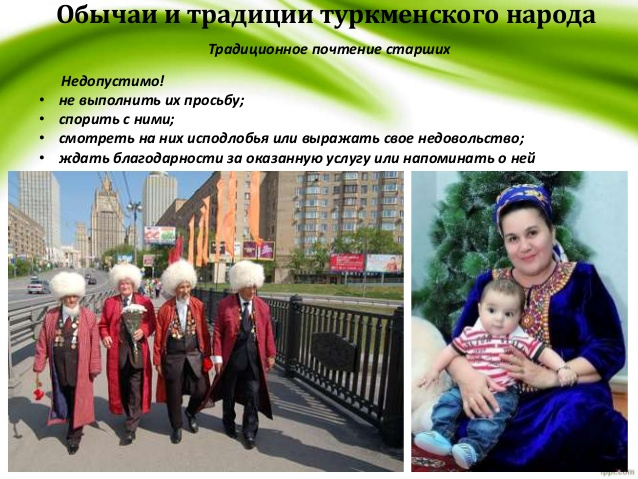 Обычаи и традиции туркменского народа
Традиционное почтение старших
Недопустимо!
• не выполнить их просьбу;
• спорить с ними;
• смотреть на них исподлобья или выражать свое недовольство;
• ждать благодарности за оказанную услугу или напоминать о ней